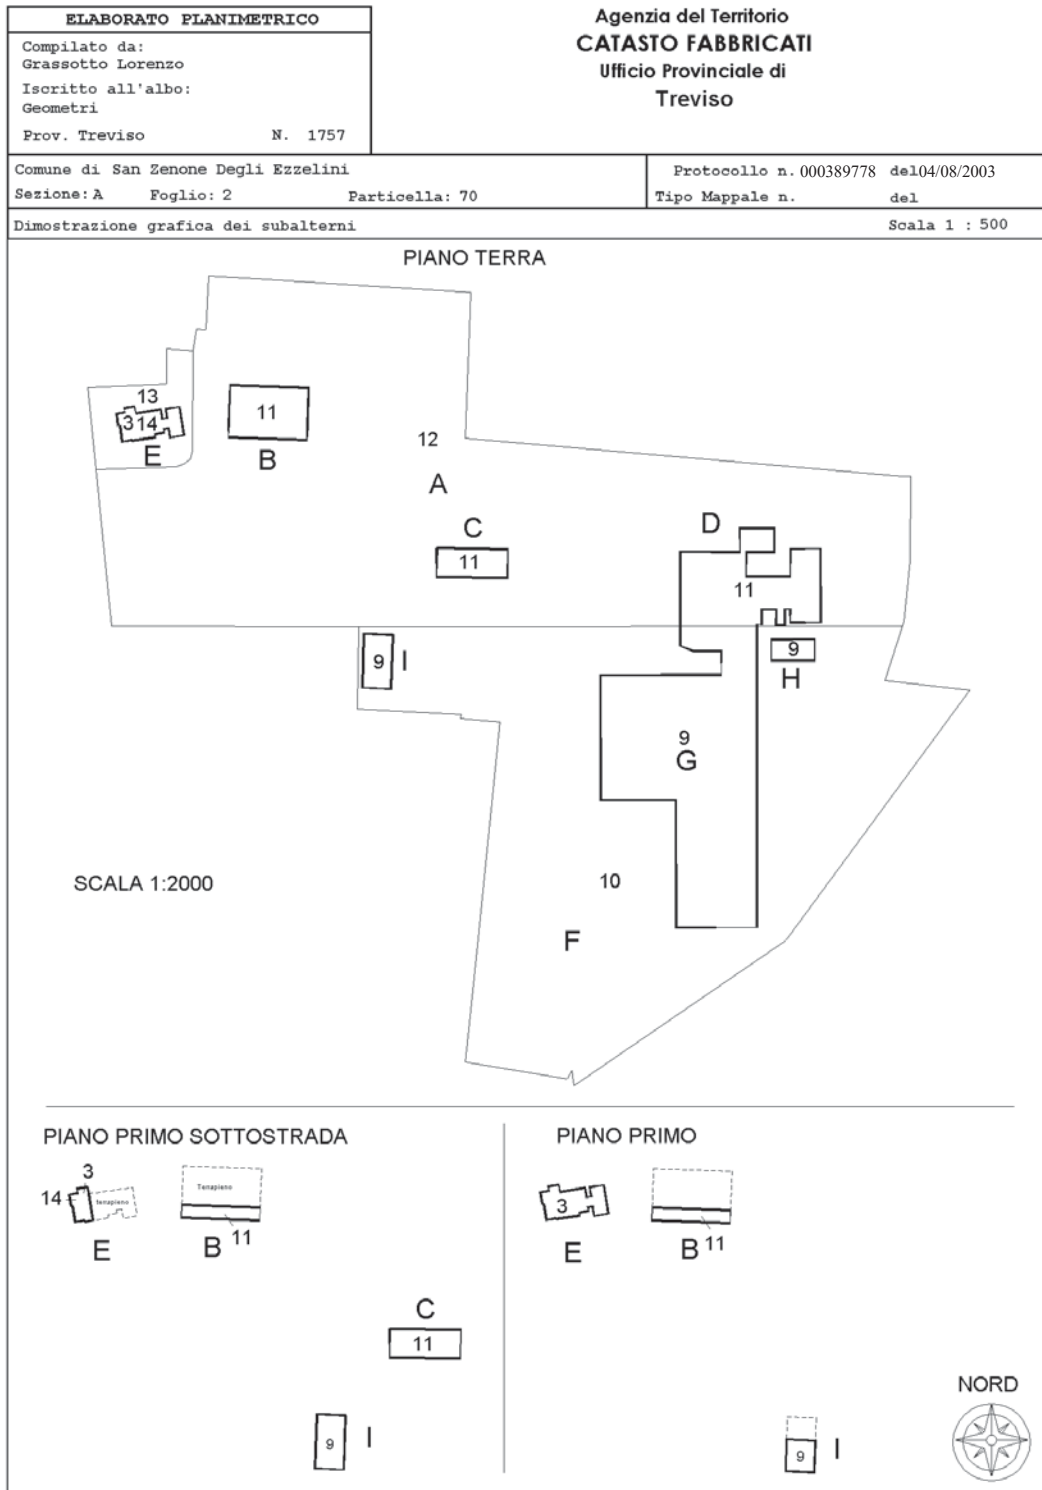 ELABORATO PLANIMETRICO
Compilato da:
Grassotto Lorenzo
Iscritto all'albo:
Geometri
Prov. Treviso N. 1757
Agenzia del Territorio
CATASTO FABBRICATI
Ufficio Provinciale di
Treviso
Comune di San Zenone Degli Ezzelini
Sezione: A Foglio: 2 Particella: 70
Protocollo n. 000389778 del 04/08/2003
Tipo Mappale n. del
Dimostrazione grafica dei subalterni Scala 1 : 500
PIANO TERRA
13
3 14
E
11
B
12
A
C
11
D
11
9 I
9
H
9
G
SCALA 1:2000
10
F
PIANO PRIMO SOTTOSTRADA
3
14
terrapieno
E
Terrapieno
11
B
C
11
9 I
PIANO PRIMO
3
E
B 11
9 I
NORD